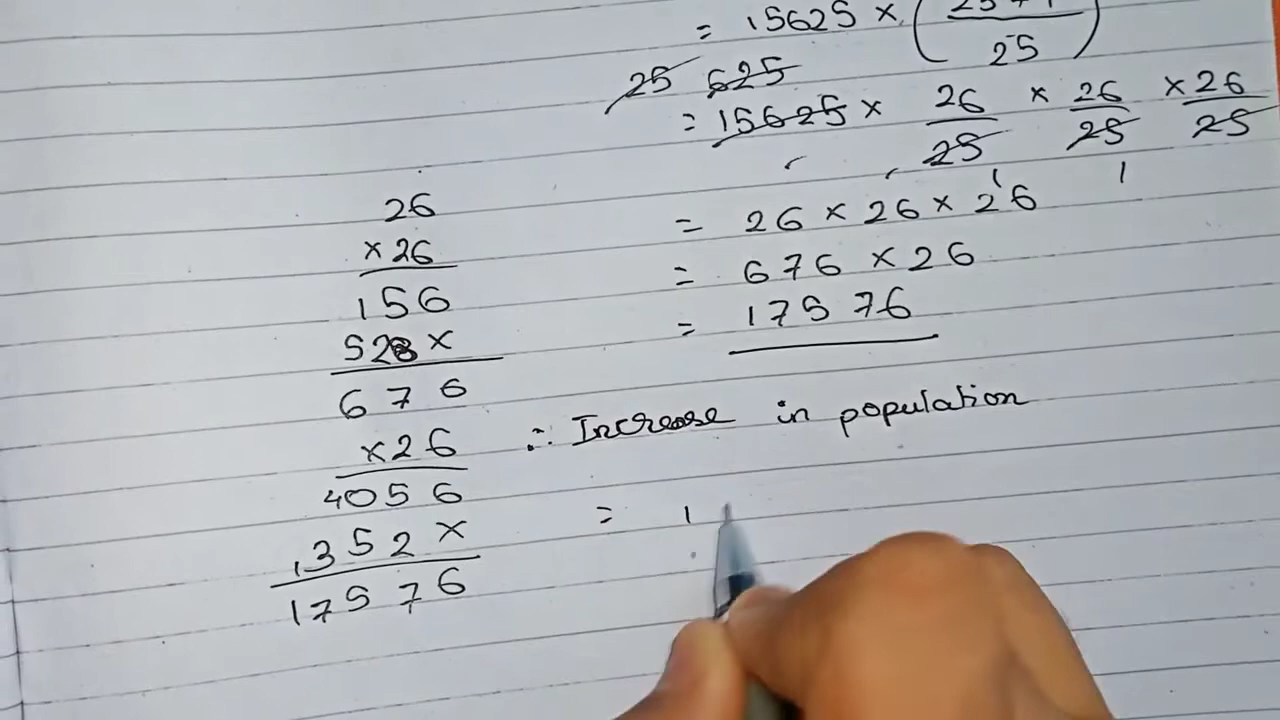 = 15625 × ( 25+1 / 25 )
25 625
= 15625 × 26/25 × 26/25 × 26/25
1 1
= 26 × 26 × 26
= 676 × 26
= 17576
∴ Increase in population
= 1
26
×26
156
52 ×
676
×26
4056
1352×
17576